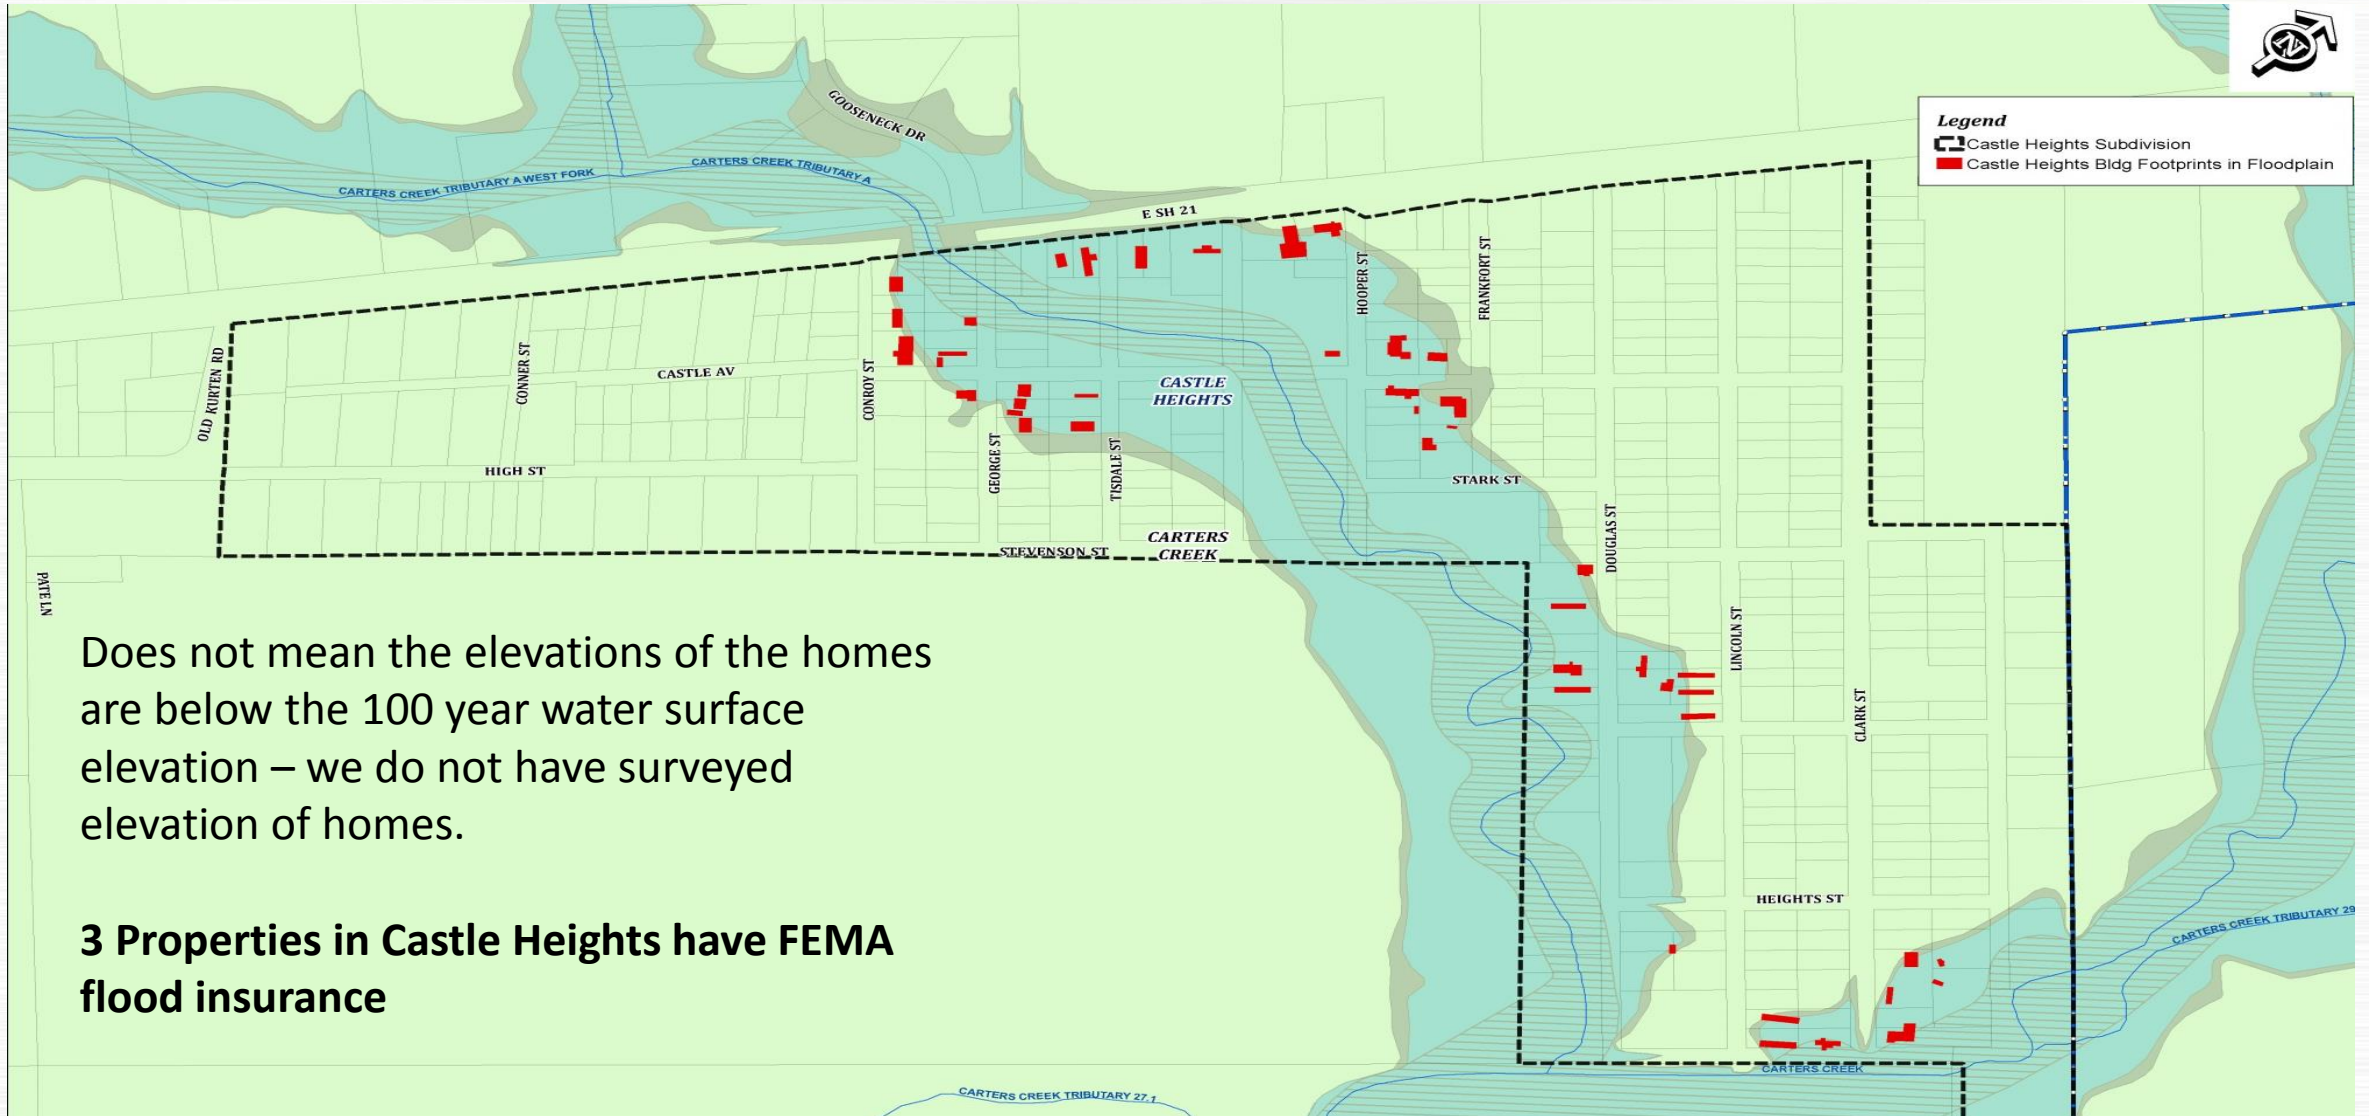 N
Legend
Castle Heights Subdivision
Castle Heights Bldg Footprints in Floodplain
GOOSENECK DR
CARTERS CREEK TRIBUTARY A WEST FORK
CARTERS CREEK TRIBUTARY A
E SH 21
HOOPER ST
FRANKFORT ST
OLD KURTEN RD
CONNER ST
CASTLE AV
CONROY ST
CASTLE
HEIGHTS
GEORGE ST
TISDALE ST
HIGH ST
STARK ST
DOUGLAS ST
CARTERS
CREEK
STEVENSON ST
PATE LN
LINCOLN ST
CLARK ST
Does not mean the elevations of the homes
are below the 100 year water surface
elevation – we do not have surveyed
elevation of homes.
3 Properties in Castle Heights have FEMA
flood insurance
HEIGHTS ST
CARTERS CREEK TRIBUTARY 29
CARTERS CREEK
CARTERS CREEK TRIBUTARY 27.1